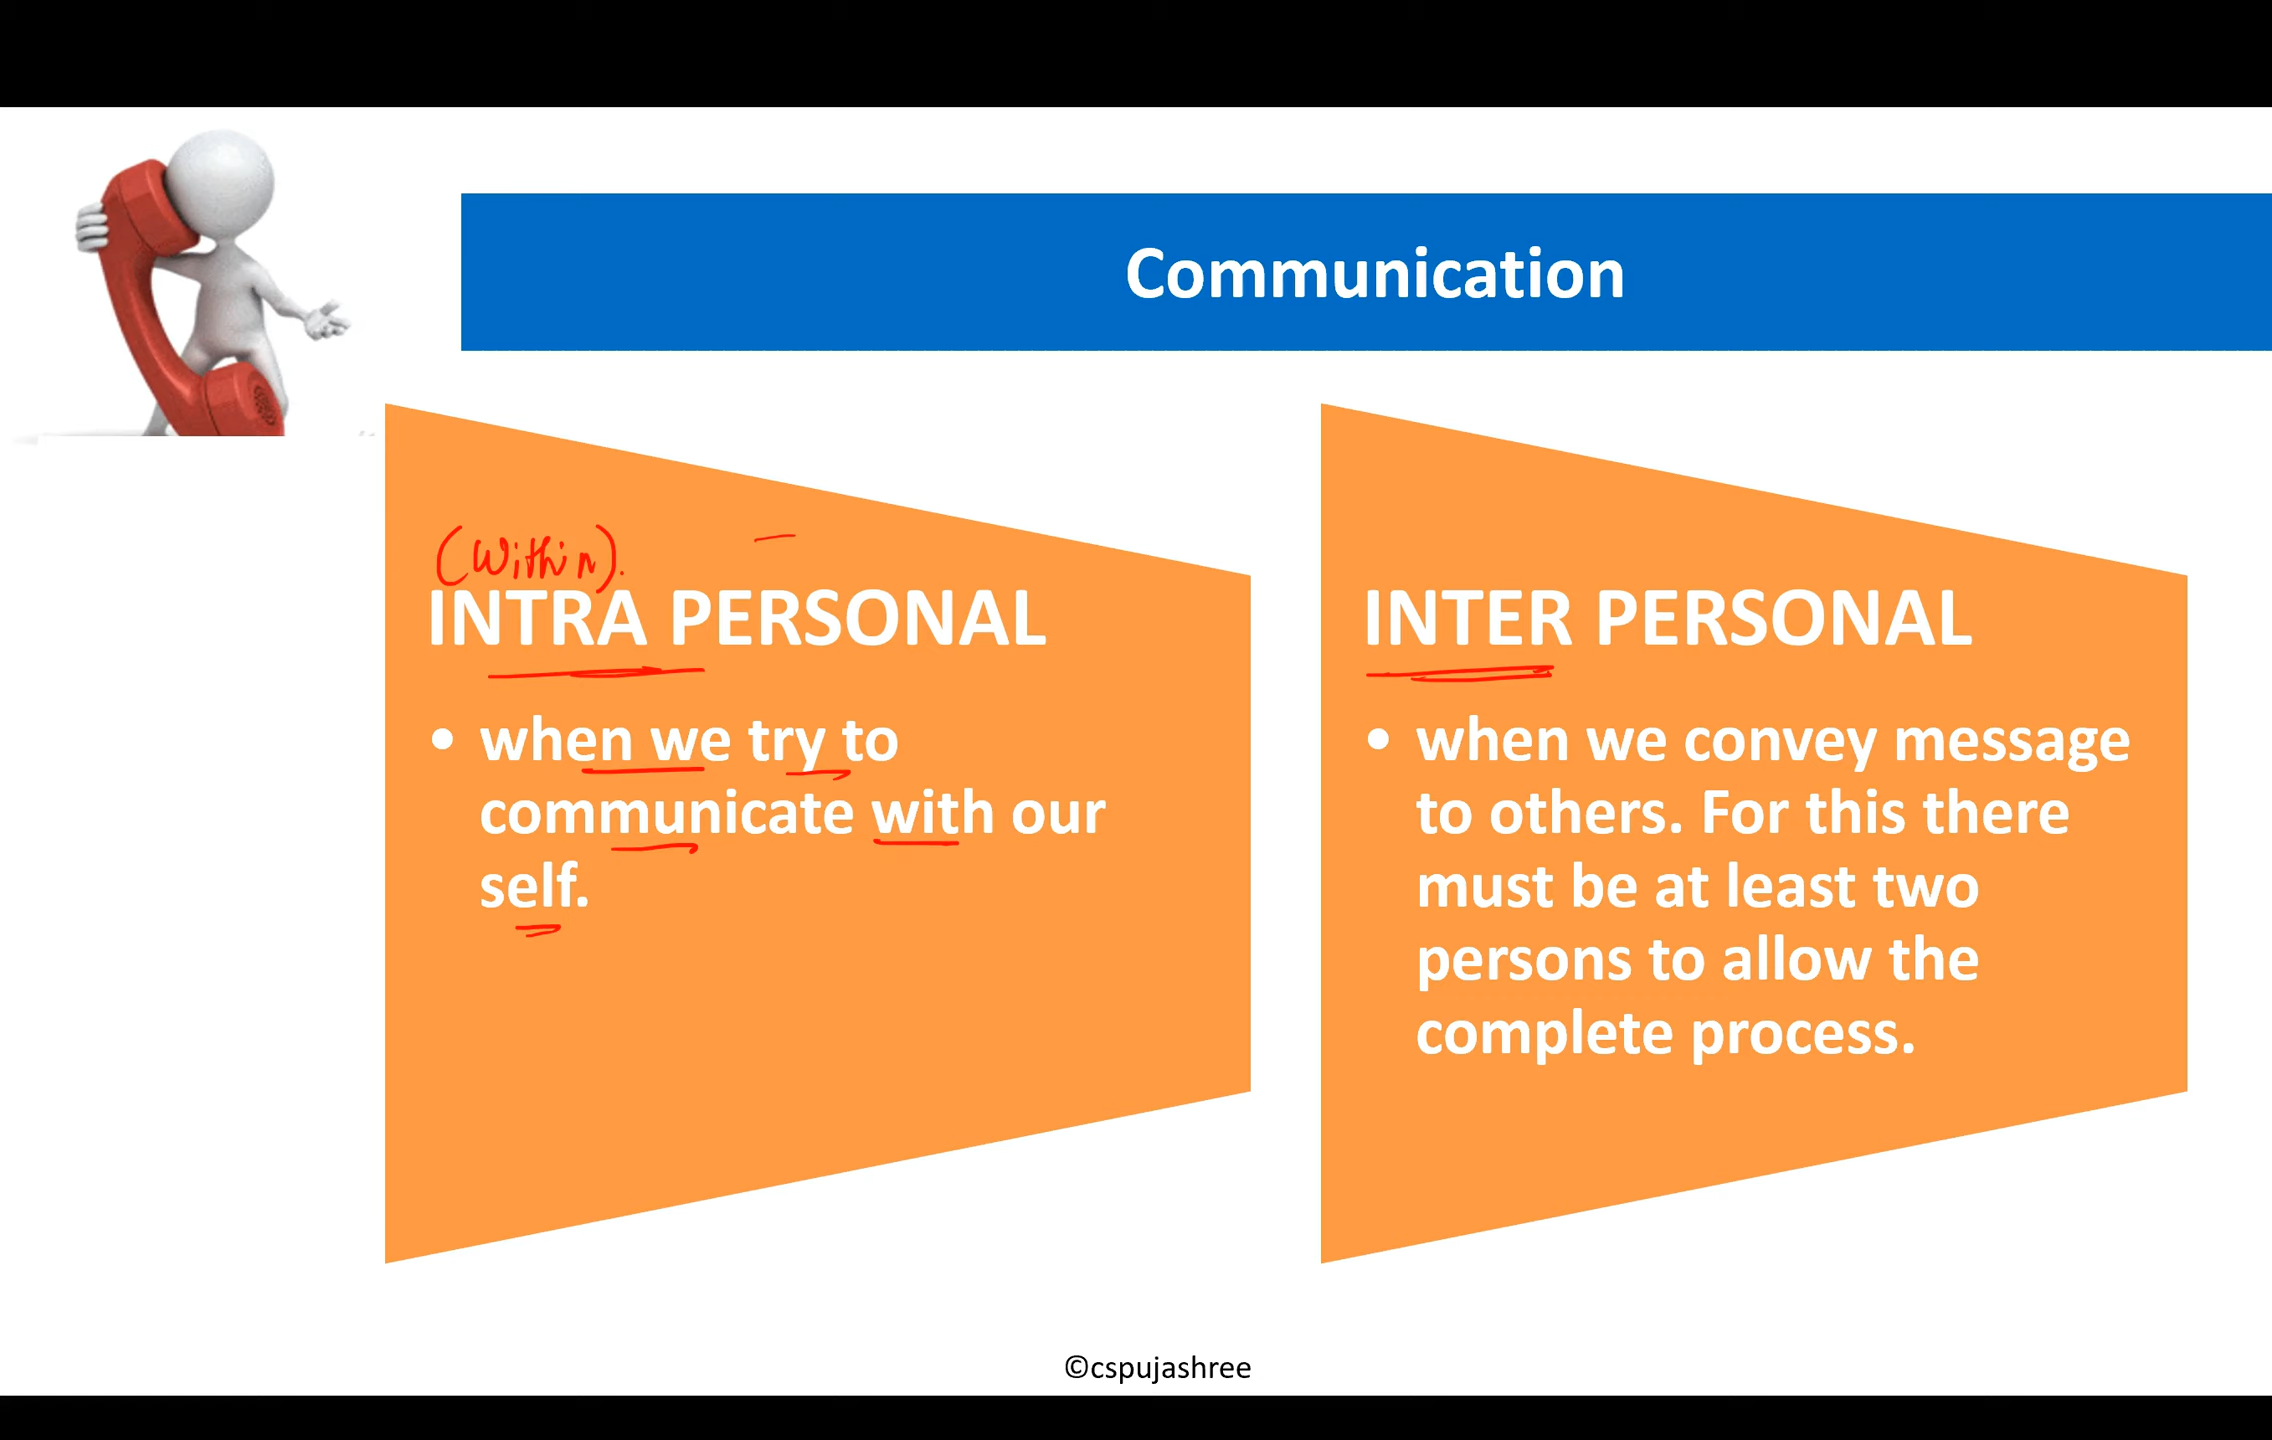 Communication
(Within).
INTRA PERSONAL
• when we try to
communicate with our
self.
INTER PERSONAL
• when we convey message
to others. For this there
must be at least two
persons to allow the
complete process.
©cspujashree